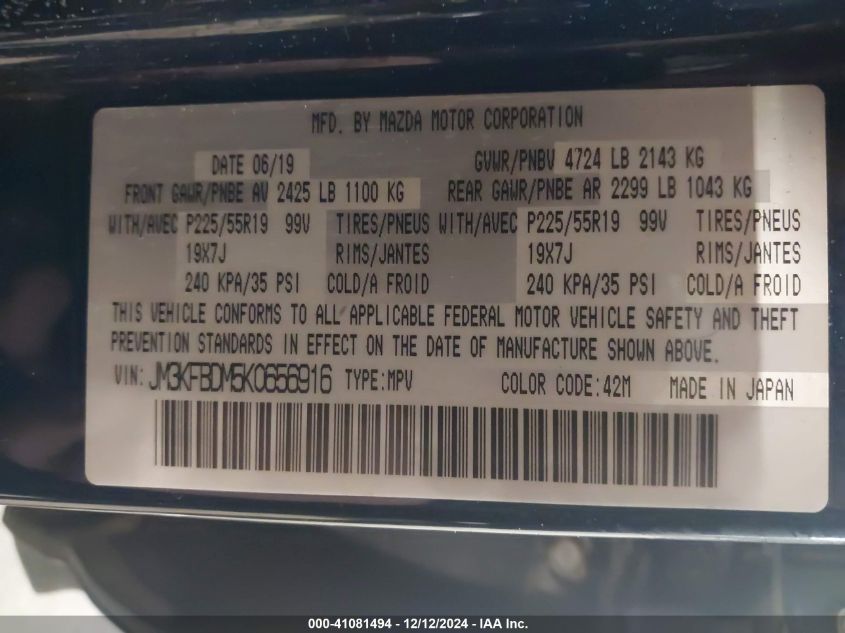 MFD. BY MAZDA MOTOR CORPORATION
DATE 06/19 GVWR/PNBV 4724 LB 2143 KG
FRONT GAWR/PNBE AV 2425 LB 1100 KG REAR GAWR/PNBE AR 2299 LB 1043 KG
WITH/AVEC P225/55R19 99V TIRES/PNEUS WITH/AVEC P225/55R19 99V TIRES/PNEUS
19X7J RIMS/JANTES 19X7J RIMS/JANTES
240 KPA/35 PSI COLD/A FROID 240 KPA/35 PSI COLD/A FROID
THIS VEHICLE CONFORMS TO ALL APPLICABLE FEDERAL MOTOR VEHICLE SAFETY AND THEFT
PREVENTION STANDARDS IN EFFECT ON THE DATE OF MANUFACTURE SHOWN ABOVE.
VIN: JM3KFBDM5K0656916 TYPE:MPV COLOR CODE:42M MADE IN JAPAN
000-41081494 - 12/12/2024 - IAA Inc.